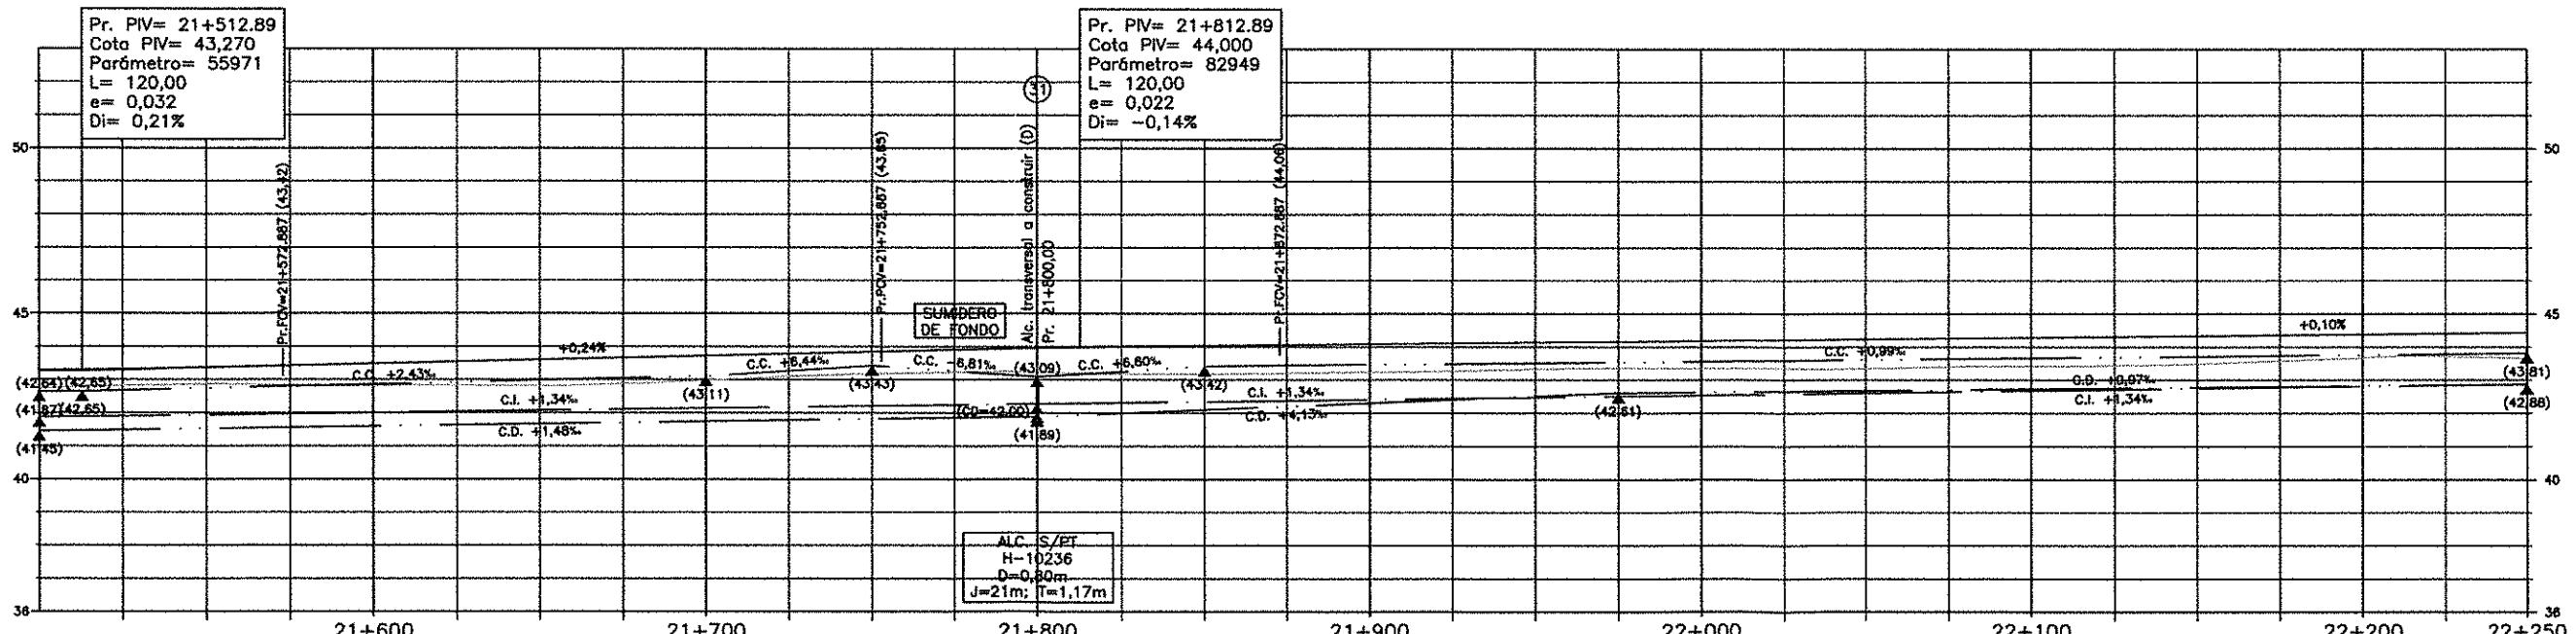 Pr. PIV= 21+512.89
Cota PIV= 43,270
Parámetro= 55971
L= 120,00
e= 0,032
Di= 0,21%
Pr. PIV= 21+812.89
Cota PIV= 44,000
Parámetro= 82949
L= 120,00
e= 0,022
Di= -0,14%
31
50
50
Pr.FCV=21+572.887 (43,42)
Pr.PCV=21+752.887 (43.85)
Alc. transversal a construir (D)
Pr. 21+800,00
Pr.FCV=21+872.887 (44,06)
45
SUMIDERO
DE FONDO
45
+0,24%
+0,10%
C.C. +2,43‰
C.C. +6,44‰
C.C. -6,81‰
(43.09)
C.C. +6,60‰
C.C. +0,99‰
(42.64)
(42.65)
(43.11)
(43.43)
(43.42)
(43.81)
(41.87)
(42.65)
C.I. +1,34‰
(CD=42.00)
C.I. +1,34‰
C.D. +4,13‰
(42.61)
C.D. +0,97‰
C.I. +1,34‰
(42.88)
(41.45)
C.D. +1,48‰
(41.89)
40
40
ALC. S/PT
H-10236
D=0,80m
J=21m; T=1,17m
36
36
21+600
21+700
21+800
21+900
22+000
22+100
22+200
22+250